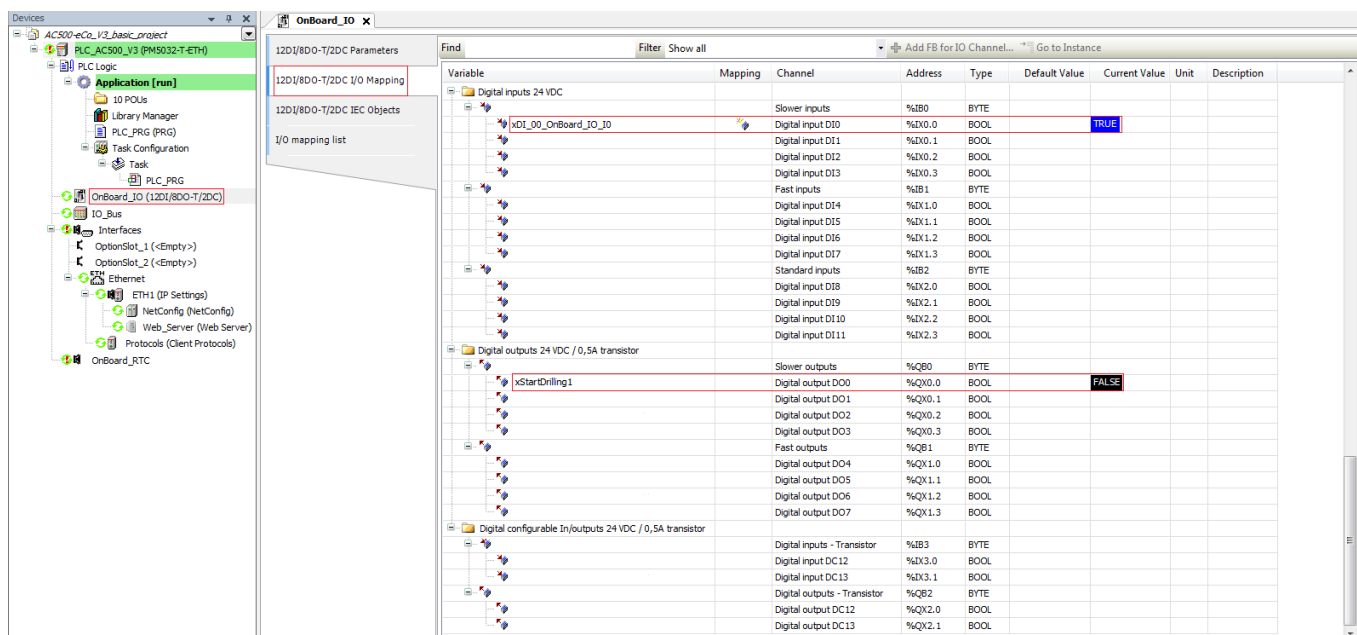 Devices
AC500-eCo_V3_basic_project
PLC_AC500_V3 (PM5032-T-ETH)
PLC Logic
Application [run]
10 POUs
Library Manager
PLC_PRG (PRG)
Task Configuration
Task
PLC_PRG
OnBoard_IO (12DI/8DO-T/2DC)
IO_Bus
Interfaces
OptionSlot_1 (<Empty>)
OptionSlot_2 (<Empty>)
ETH Ethernet
ETH1 (IP Settings)
NetConfig (NetConfig)
Web_Server (Web Server)
Protocols (Client Protocols)
OnBoard_RTC
OnBoard_IO X
12DI/8DO-T/2DC Parameters
12DI/8DO-T/2DC I/O Mapping
12DI/8DO-T/2DC IEC Objects
I/O mapping list
Find Filter Show all Add FB for IO Channel... Go to Instance
Variable Mapping Channel Address Type Default Value Current Value Unit Description
Digital inputs 24 VDC
Slower inputs %IB0 BYTE
xDI_00_OnBoard_IO_I0 Digital input DI0 %IX0.0 BOOL TRUE
Digital input DI1 %IX0.1 BOOL
Digital input DI2 %IX0.2 BOOL
Digital input DI3 %IX0.3 BOOL
Fast inputs %IB1 BYTE
Digital input DI4 %IX1.0 BOOL
Digital input DI5 %IX1.1 BOOL
Digital input DI6 %IX1.2 BOOL
Digital input DI7 %IX1.3 BOOL
Standard inputs %IB2 BYTE
Digital input DI8 %IX2.0 BOOL
Digital input DI9 %IX2.1 BOOL
Digital input DI10 %IX2.2 BOOL
Digital input DI11 %IX2.3 BOOL
Digital outputs 24 VDC / 0,5A transistor
Slower outputs %QB0 BYTE
xStartDrilling1 Digital output DO0 %QX0.0 BOOL FALSE
Digital output DO1 %QX0.1 BOOL
Digital output DO2 %QX0.2 BOOL
Digital output DO3 %QX0.3 BOOL
Fast outputs %QB1 BYTE
Digital output DO4 %QX1.0 BOOL
Digital output DO5 %QX1.1 BOOL
Digital output DO6 %QX1.2 BOOL
Digital output DO7 %QX1.3 BOOL
Digital configurable In/outputs 24 VDC / 0,5A transistor
Digital inputs - Transistor %IB3 BYTE
Digital input DC12 %IX3.0 BOOL
Digital input DC13 %IX3.1 BOOL
Digital outputs - Transistor %QB2 BYTE
Digital output DC12 %QX2.0 BOOL
Digital output DC13 %QX2.1 BOOL